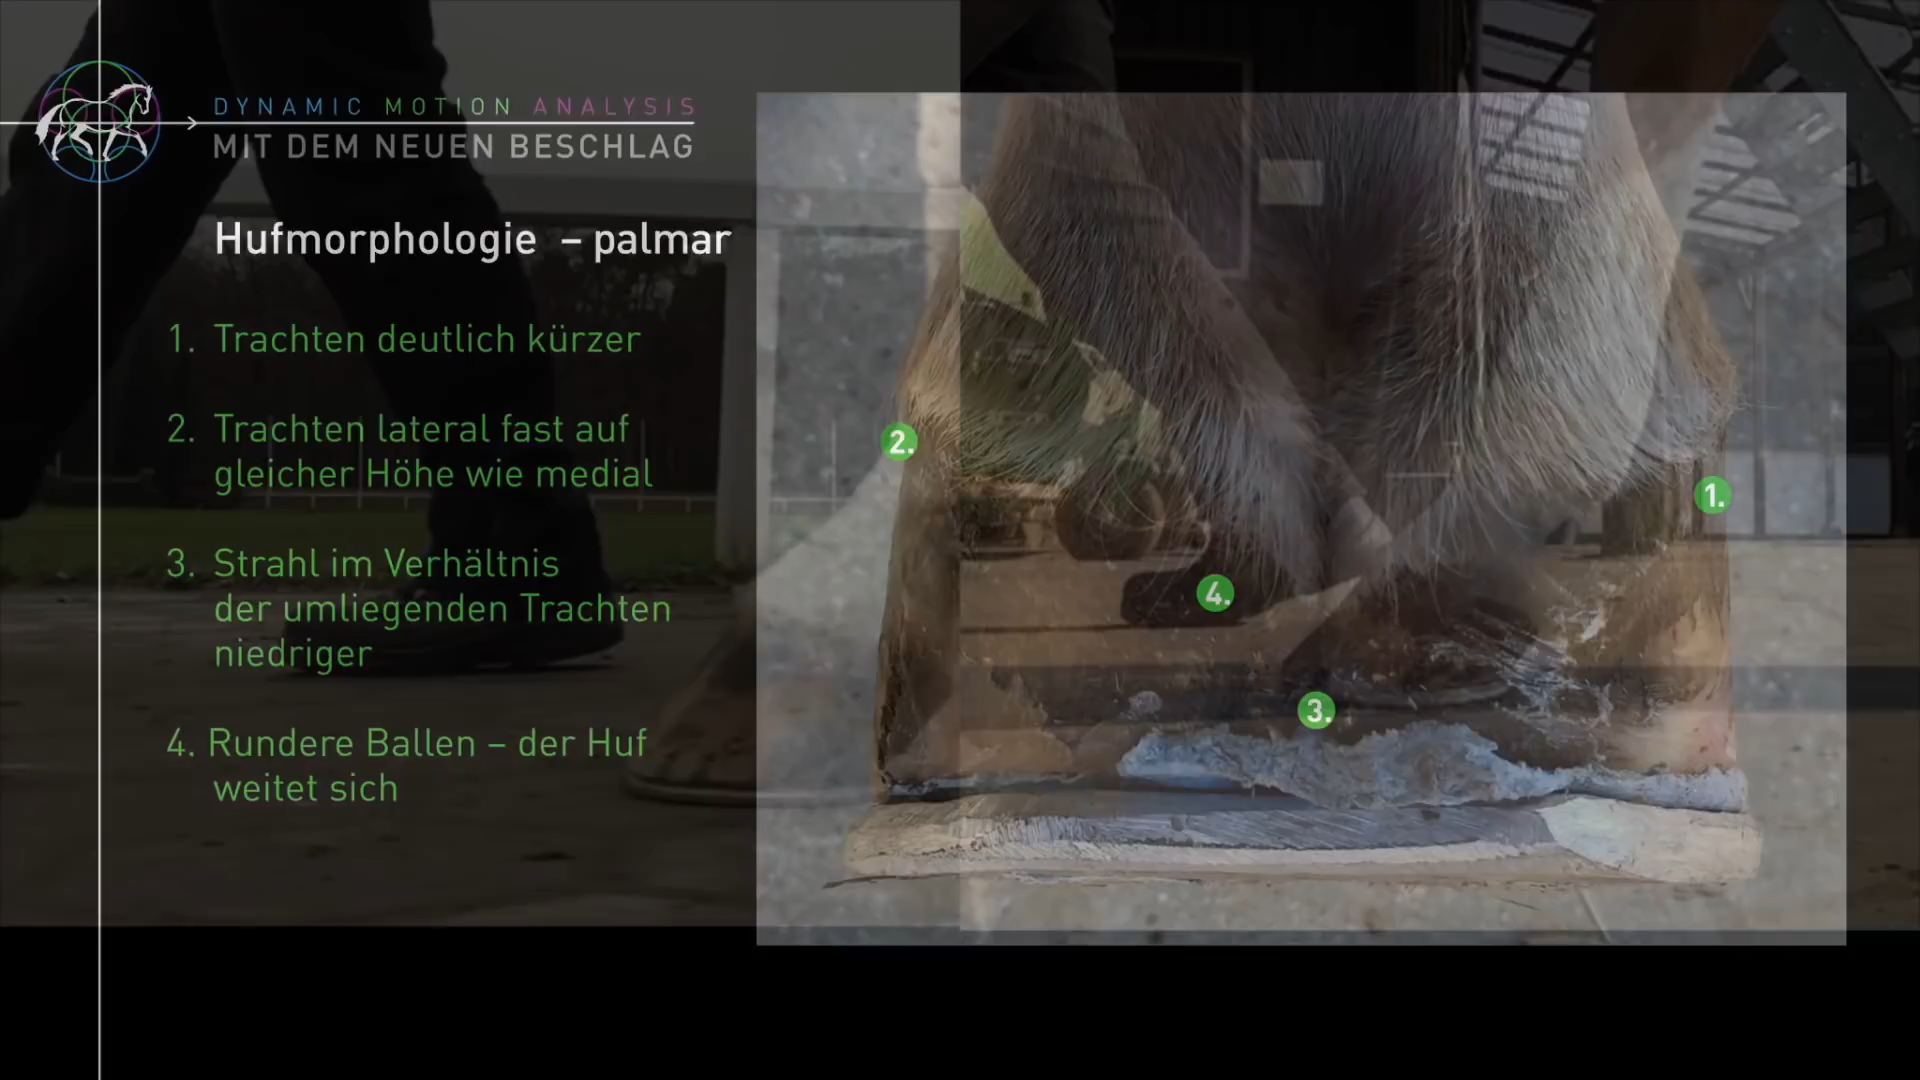 DYNAMIC MOTION ANALYSIS
MIT DEM NEUEN BESCHLAG
Hufmorphologie – palmar
1. Trachten deutlich kürzer
2. Trachten lateral fast auf
gleicher Höhe wie medial
3. Strahl im Verhältnis
der umliegenden Trachten
niedriger
4. Rundere Ballen – der Huf
weitet sich
2.
1.
4.
3.